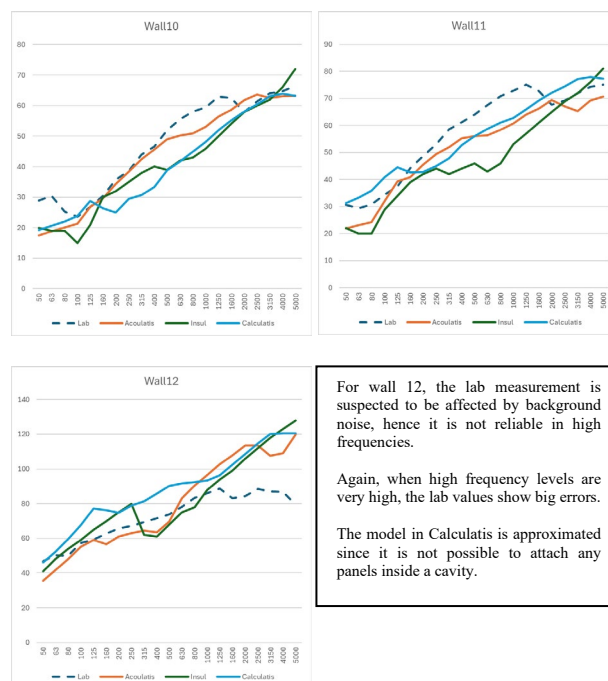 Wall10
80
70
60
50
40
30
20
10
0
50 63 80 100 125 160 200 250 315 400 500 630 800 1000 1250 1600 2000 2500 3150 4000 5000
Lab Acoulatis Insul Calculatis
Wall11
90
80
70
60
50
40
30
20
10
0
50 63 80 100 125 160 200 250 315 400 500 630 800 1000 1250 1600 2000 2500 3150 4000 5000
Lab Acoulatis Insul Calculatis
Wall12
140
120
100
80
60
40
20
0
50 63 80 100 125 160 200 250 315 400 500 630 800 1000 1250 1600 2000 2500 3150 4000 5000
Lab Acoulatis Insul Calculatis
For wall 12, the lab measurement is
suspected to be affected by background
noise, hence it is not reliable in high
frequencies.
Again, when high frequency levels are
very high, the lab values show big errors.
The model in Calculatis is approximated
since it is not possible to attach any
panels inside a cavity.